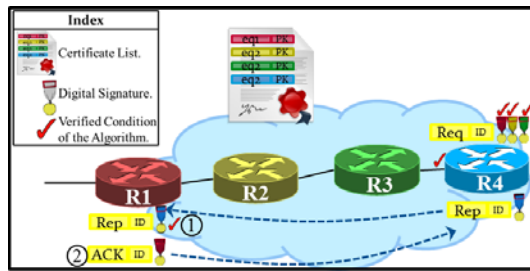 Index
Certificate List.
Digital Signature.
Verified Condition
of the Algorithm.
eq1 PK
eq2 PK
eq2 PK
eq2 PK
Req ID
R1
R2
R3
R4
Rep ID ①
Rep ID
② ACK ID